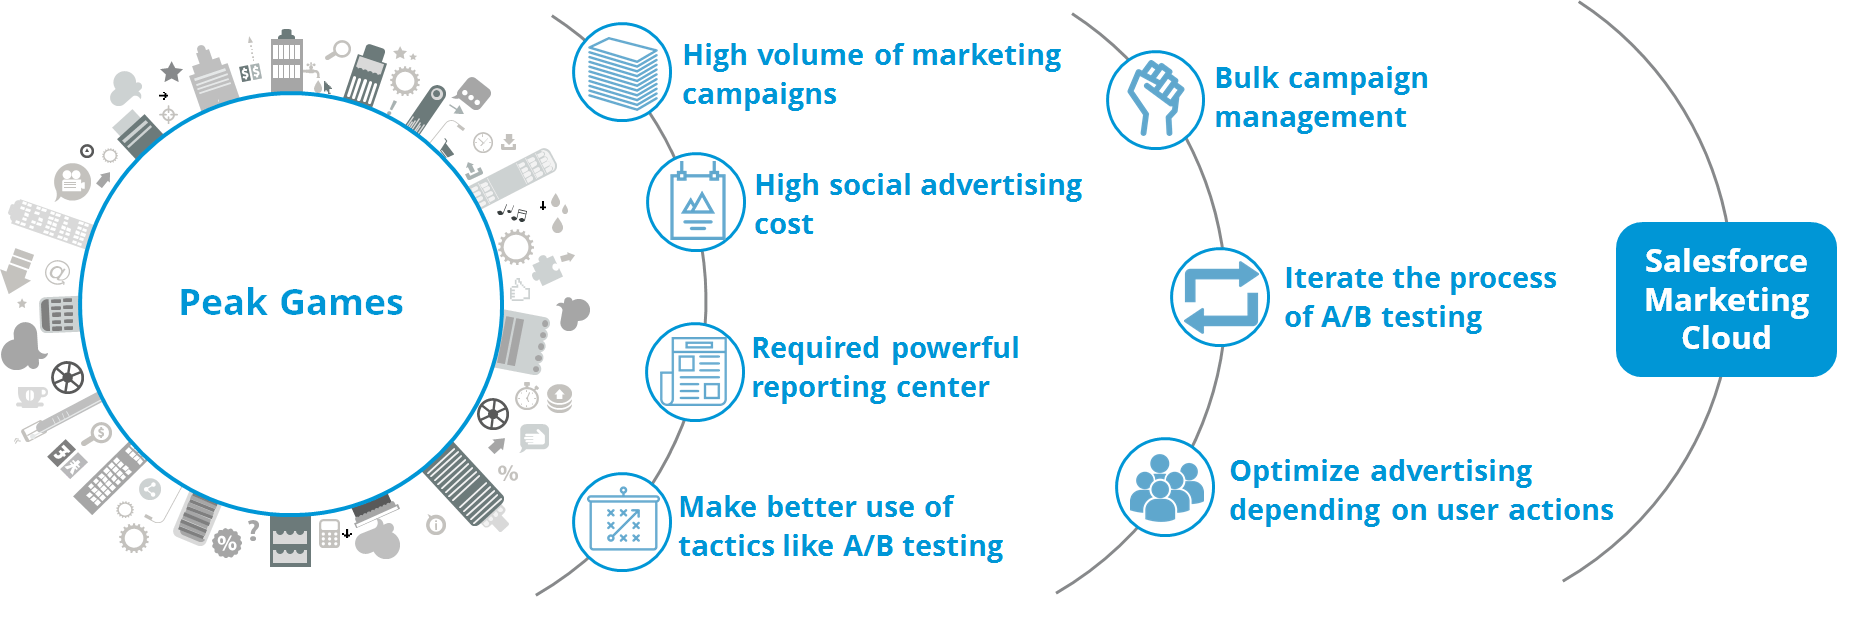 Peak Games
High volume of marketing
campaigns
High social advertising
cost
Required powerful
reporting center
Make better use of
tactics like A/B testing
Bulk campaign
management
Iterate the process
of A/B testing
Optimize advertising
depending on user actions
Salesforce
Marketing
Cloud